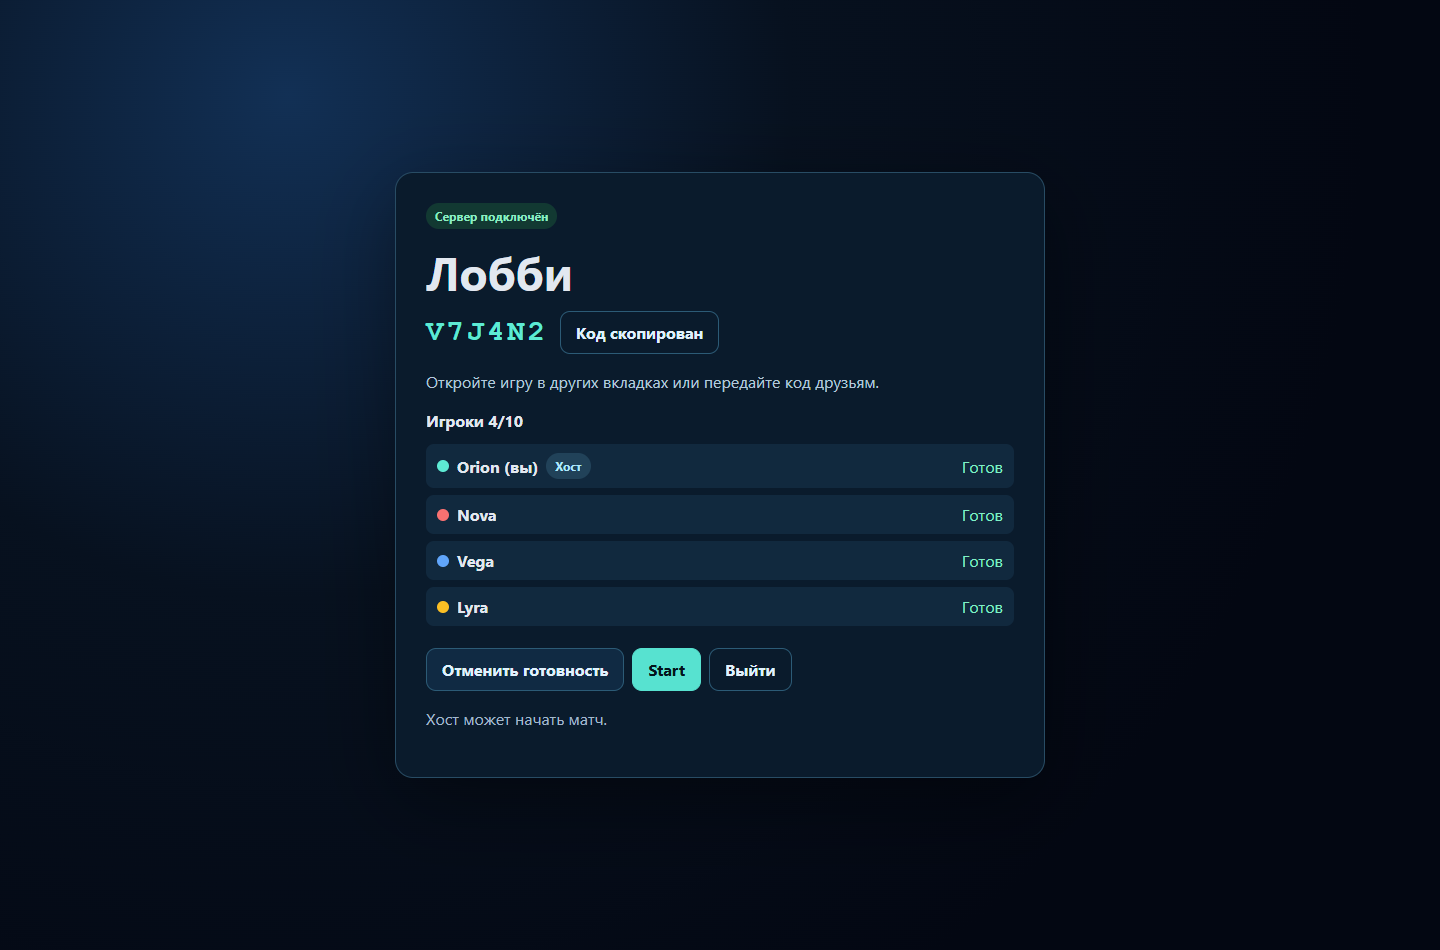 Сервер подключён
Лобби
V7J4N2 Код скопирован
Откройте игру в других вкладках или передайте код друзьям.
Игроки 4/10
Orion (вы) Хост Готов
Nova Готов
Vega Готов
Lyra Готов
Отменить готовность Start Выйти
Хост может начать матч.